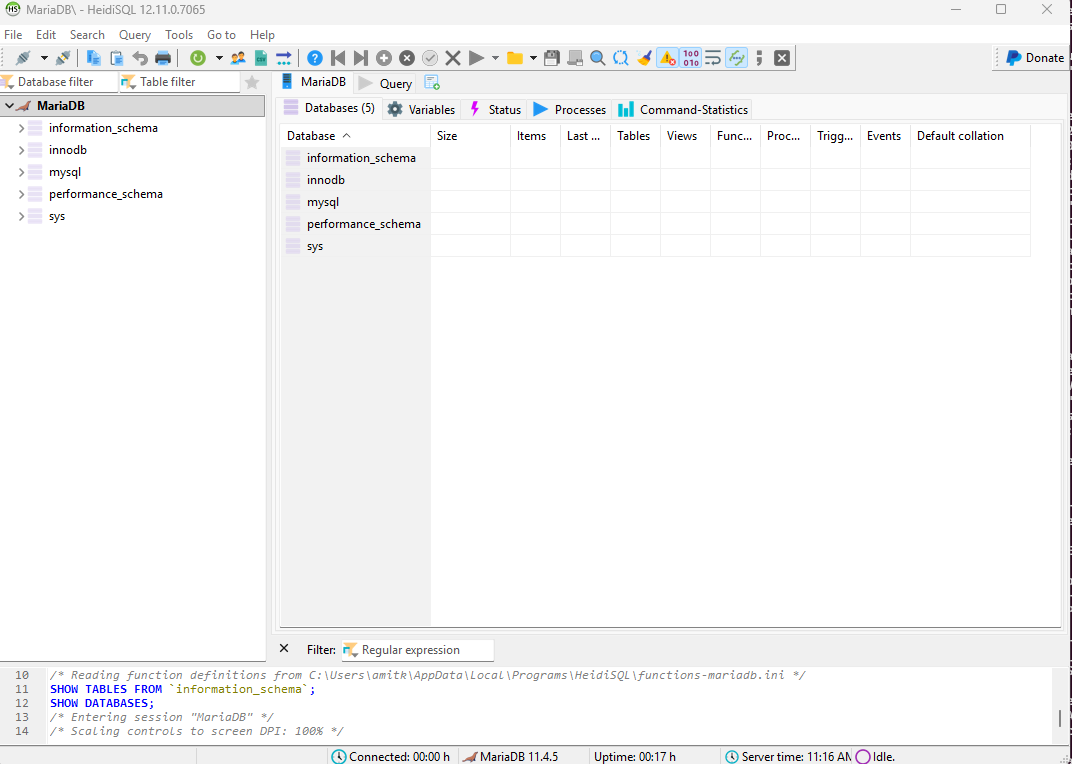 MariaDB\ - HeidiSQL 12.11.0.7065
File Edit Search Query Tools Go to Help
Donate
Database filter Table filter
MariaDB Query
MariaDB
information_schema
innodb
mysql
performance_schema
sys
Databases (5) Variables Status Processes Command-Statistics
Database Size Items Last ... Tables Views Func... Proc... Trigg... Events Default collation
information_schema
innodb
mysql
performance_schema
sys
Filter: Regular expression
10 /* Reading function definitions from C:\Users\amitk\AppData\Local\Programs\HeidiSQL\functions-mariadb.ini */
11 SHOW TABLES FROM `information_schema`;
12 SHOW DATABASES;
13 /* Entering session "MariaDB" */
14 /* Scaling controls to screen DPI: 100% */
Connected: 00:00 h MariaDB 11.4.5 Uptime: 00:17 h Server time: 11:16 AM Idle.